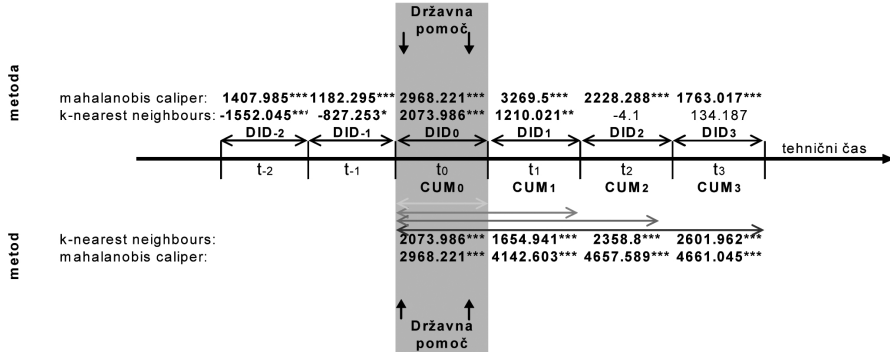 Državna
pomoč
metoda
mahalanobis caliper: 1407.985*** 1182.295*** 2968.221*** 3269.5*** 2228.288*** 1763.017***
k-nearest neighbours: -1552.045*** -827.253* 2073.986*** 1210.021** -4.1 134.187
DID-2 DID-1 DID0 DID1 DID2 DID3
tehnični čas
t-2 t-1 t0 t1 t2 t3
CUM0 CUM1 CUM2 CUM3
metod
k-nearest neighbours: 2073.986*** 1654.941*** 2358.8*** 2601.962***
mahalanobis caliper: 2968.221*** 4142.603*** 4657.589*** 4661.045***
Državna
pomoč